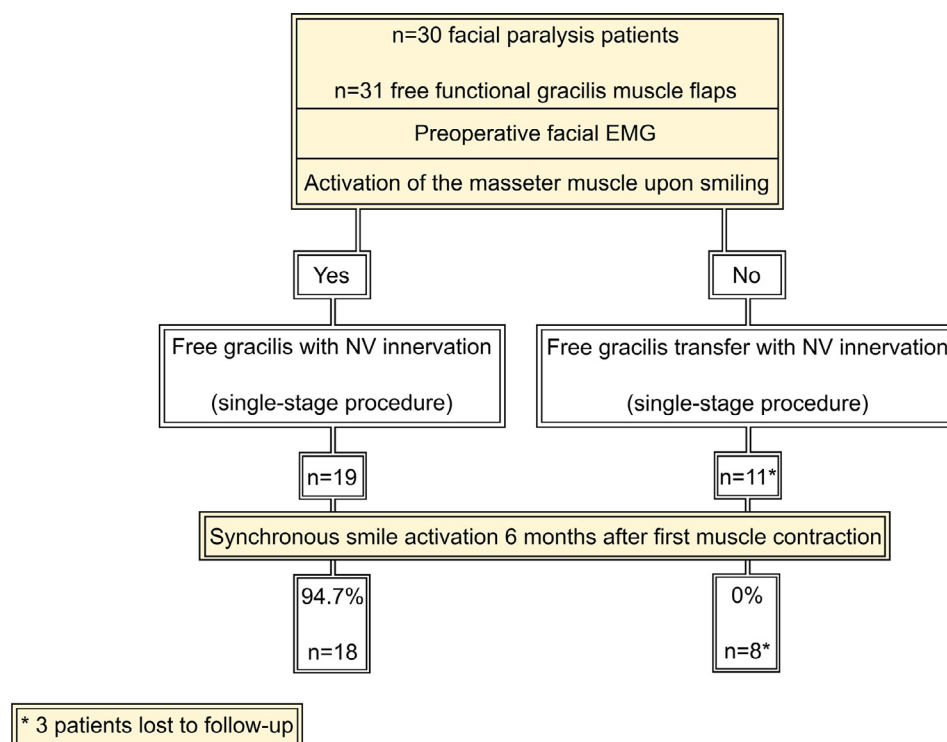 n=30 facial paralysis patients
n=31 free functional gracilis muscle flaps
Preoperative facial EMG
Activation of the masseter muscle upon smiling
Yes
No
Free gracilis with NV innervation
(single-stage procedure)
Free gracilis transfer with NV innervation
(single-stage procedure)
n=19
n=11*
Synchronous smile activation 6 months after first muscle contraction
94.7%
n=18
0%
n=8*
* 3 patients lost to follow-up